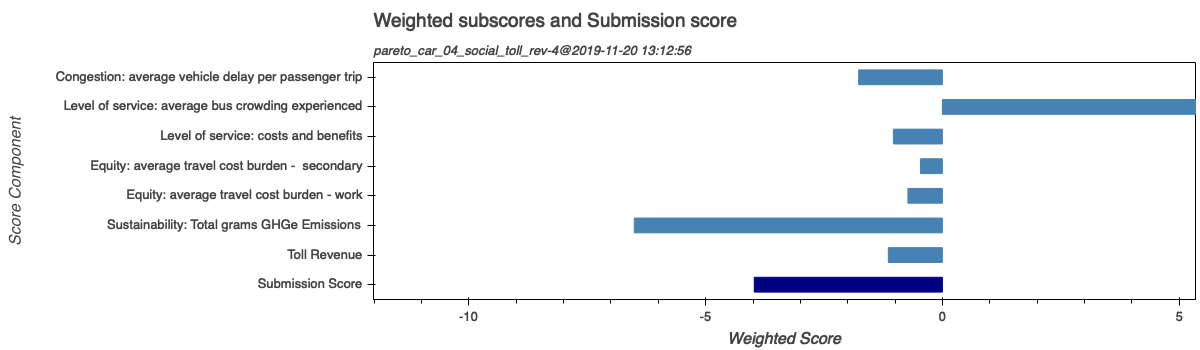 Weighted subscores and Submission score
pareto_car_04_social_toll_rev-4@2019-11-20 13:12:56
Score Component
Congestion: average vehicle delay per passenger trip
Level of service: average bus crowding experienced
Level of service: costs and benefits
Equity: average travel cost burden -  secondary
Equity: average travel cost burden - work
Sustainability: Total grams GHGe Emissions
Toll Revenue
Submission Score
-10 -5 0 5
Weighted Score